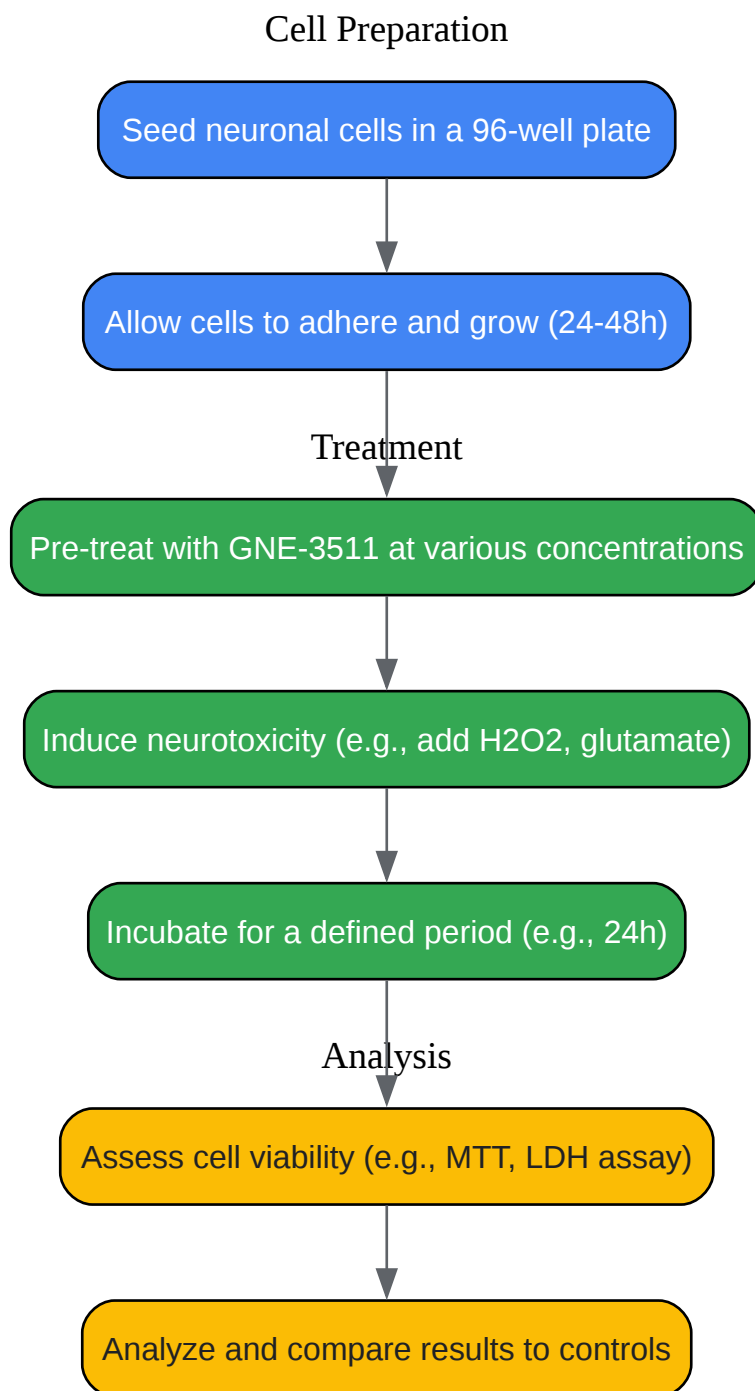 Cell Preparation
Seed neuronal cells in a 96-well plate
Allow cells to adhere and grow (24-48h)
Treatment
Pre-treat with GNE-3511 at various concentrations
Induce neurotoxicity (e.g., add H2O2, glutamate)
Incubate for a defined period (e.g., 24h)
Analysis
Assess cell viability (e.g., MTT, LDH assay)
Analyze and compare results to controls